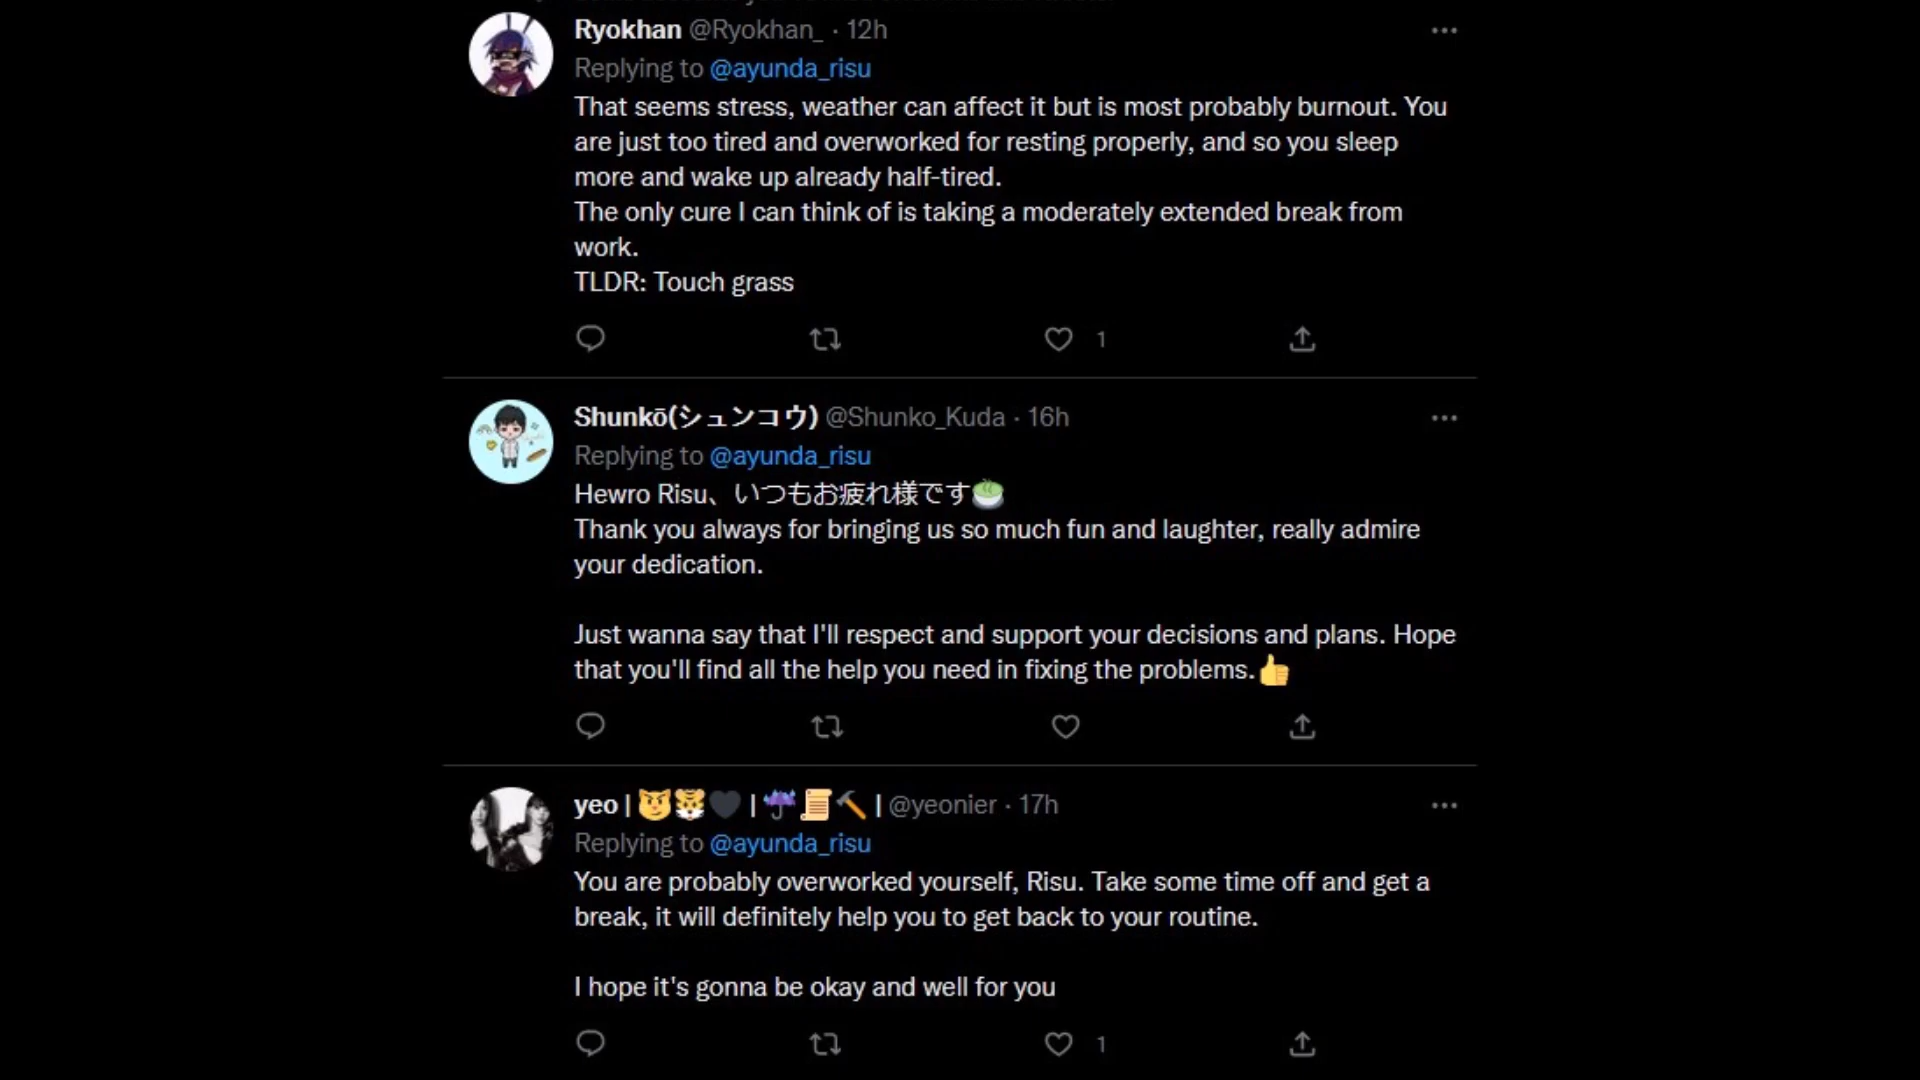 Ryokhan @Ryokhan_ · 12h
Replying to @ayunda_risu
That seems stress, weather can affect it but is most probably burnout. You
are just too tired and overworked for resting properly, and so you sleep
more and wake up already half-tired.
The only cure I can think of is taking a moderately extended break from
work.
TLDR: Touch grass
1
Shunkō(シュンコウ) @Shunko_Kuda · 16h
Replying to @ayunda_risu
Hewro Risu、いつもお疲れ様です🍵
Thank you always for bringing us so much fun and laughter, really admire
your dedication.
Just wanna say that I'll respect and support your decisions and plans. Hope
that you'll find all the help you need in fixing the problems.👍
yeo | 😼🐯🖤 | ☔📜🔨 | @yeonier · 17h
Replying to @ayunda_risu
You are probably overworked yourself, Risu. Take some time off and get a
break, it will definitely help you to get back to your routine.
I hope it's gonna be okay and well for you
1